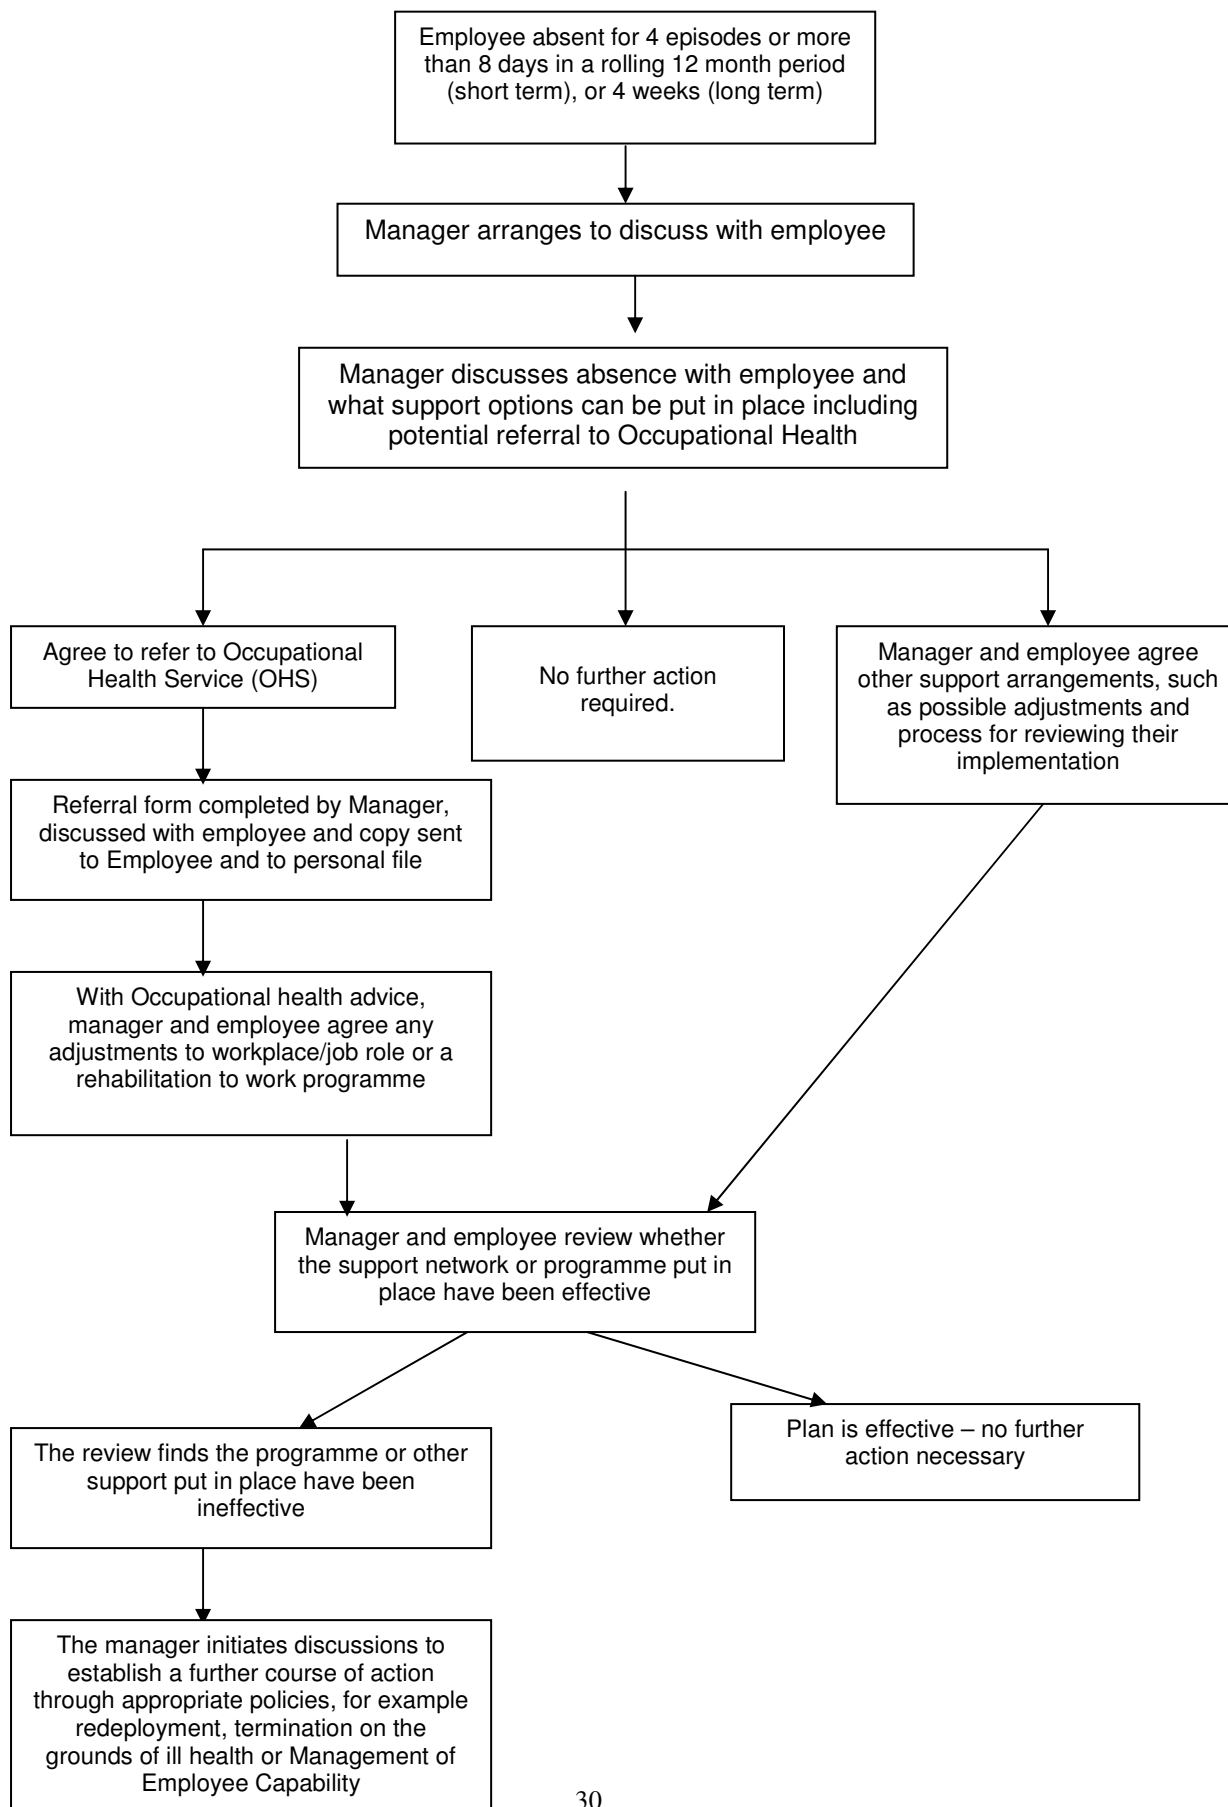 Employee absent for 4 episodes or more
than 8 days in a rolling 12 month period
(short term), or 4 weeks (long term)
Manager arranges to discuss with employee
Manager discusses absence with employee and
what support options can be put in place including
potential referral to Occupational Health
Agree to refer to Occupational
Health Service (OHS)
No further action
required.
Manager and employee agree
other support arrangements, such
as possible adjustments and
process for reviewing their
implementation
Referral form completed by Manager,
discussed with employee and copy sent
to Employee and to personal file
With Occupational health advice,
manager and employee agree any
adjustments to workplace/job role or a
rehabilitation to work programme
Manager and employee review whether
the support network or programme put in
place have been effective
The review finds the programme or other
support put in place have been
ineffective
Plan is effective – no further
action necessary
The manager initiates discussions to
establish a further course of action
through appropriate policies, for example
redeployment, termination on the
grounds of ill health or Management of
Employee Capability
30